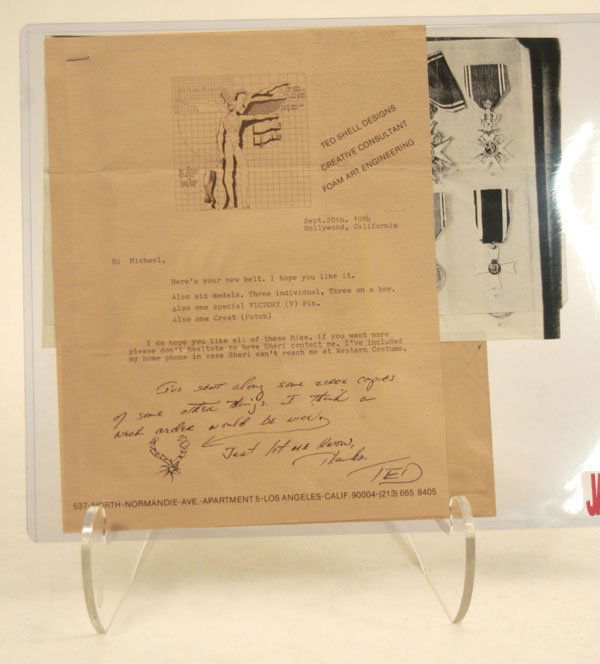 TED SHELL DESIGNS
CREATIVE CONSULTANT
FOAM ART ENGINEERING
Sept.20th. 1984
Hollywood, California
Hi Michael,
Here's your new belt. I hope you like it.
Also six medals. Three individual, Three on a bar.
Also one special VICTORY (V) Pin.
Also one Crest (Patch)
I do hope you like all of these Mike. If you want more
please don't hesitate to have Sheri contact me. I've included
my home phone in case Sheri can't reach me at Western Costume.
I've sent along some xerox copies
of some other things. I think a
neck order would be nice.
Just let me know,
Thanks.
TED
537·NORTH·NORMANDIE·AVE.·APARTMENT 5·LOS ANGELES·CALIF. 90004·(213) 665 8405